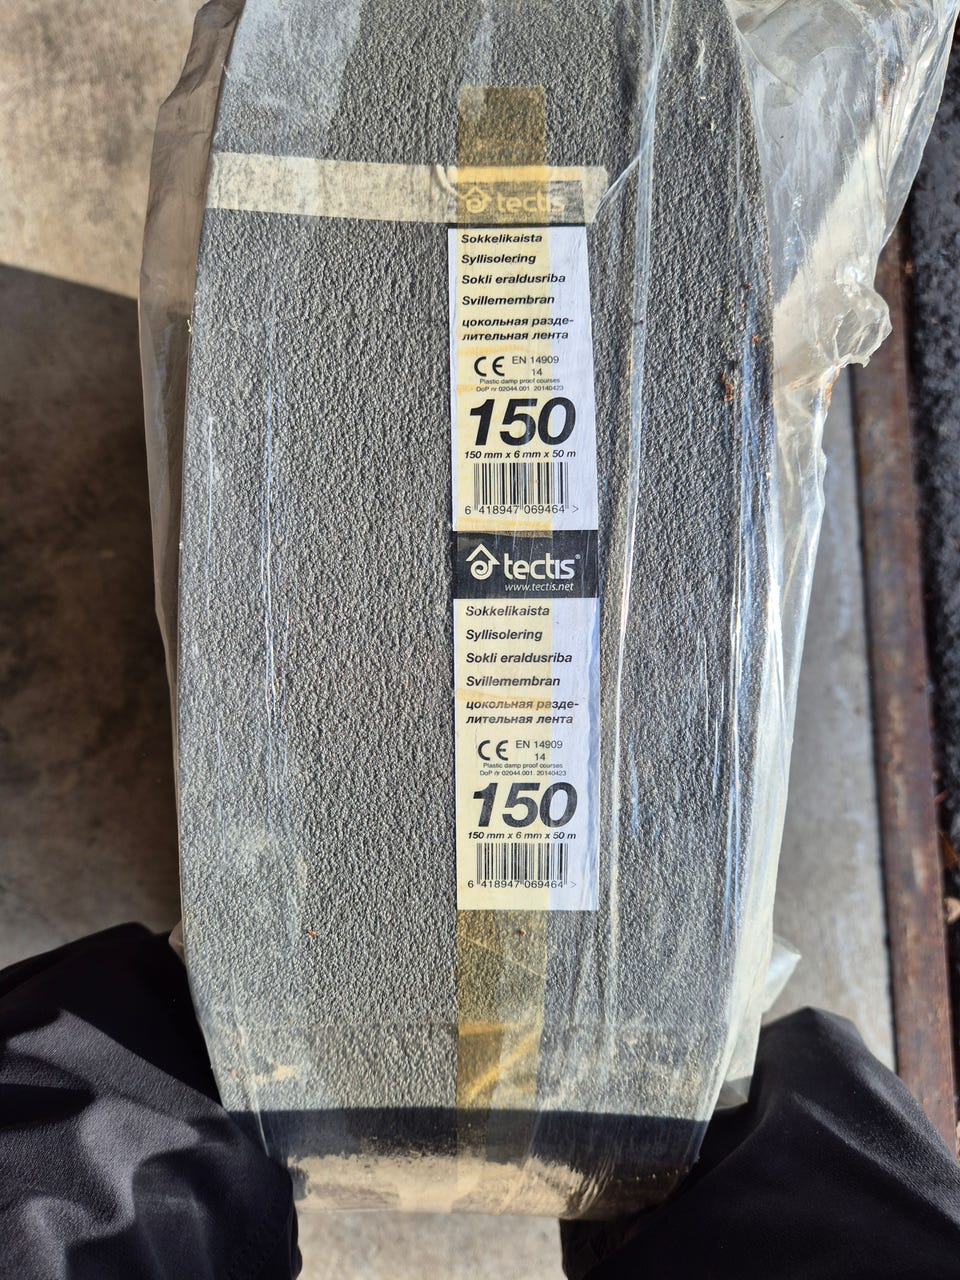 tectis
Sokkelikaista
Syllisolering
Sokli eraldusriba
Svillemembran
цокольная разде-
лительная лента
CE EN 14909
14
Plastic damp proof courses
DoP nr 02044.001. 20140423
150
150 mm x 6 mm x 50 m
6 418947 069464 >
tectis®
www.tectis.net
Sokkelikaista
Syllisolering
Sokli eraldusriba
Svillemembran
цокольная разде-
лительная лента
CE EN 14909
14
Plastic damp proof courses
DoP nr 02044.001. 20140423
150
150 mm x 6 mm x 50 m
6 418947 069464 >